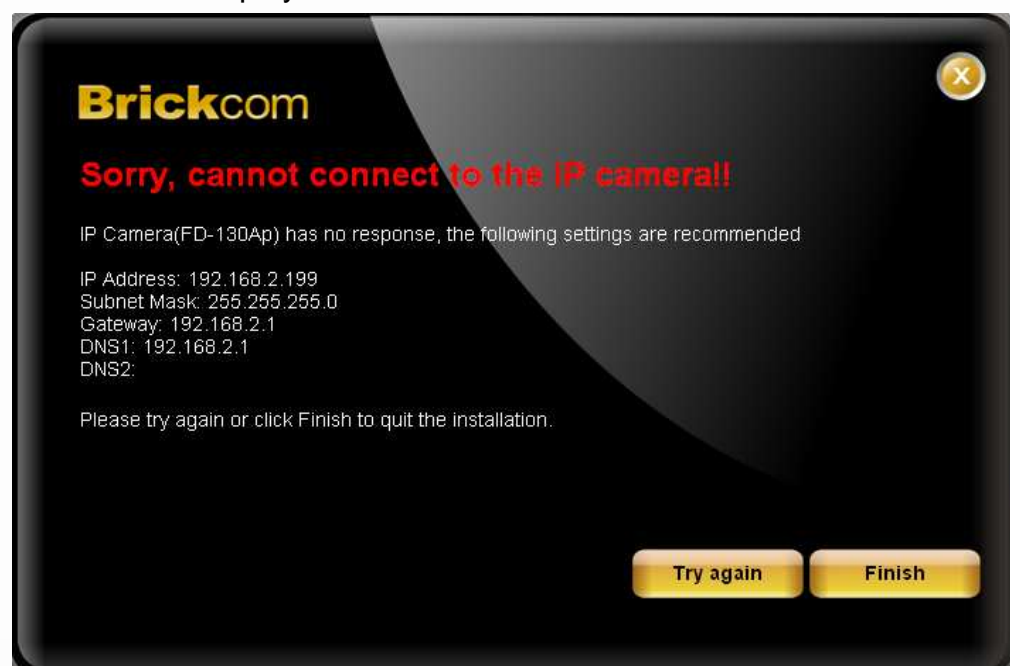 Brickcom
X
Sorry, cannot connect to the IP camera!!
IP Camera(FD-130Ap) has no response, the following settings are recommended
IP Address: 192.168.2.199
Subnet Mask: 255.255.255.0
Gateway: 192.168.2.1
DNS1: 192.168.2.1
DNS2:
Please try again or click Finish to quit the installation.
Try again Finish